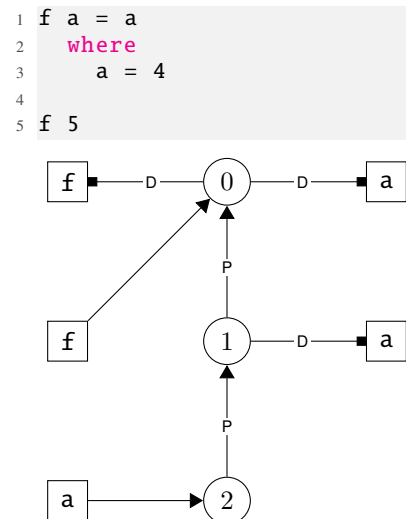 1 f a = a
2 where
3 a = 4
4
5 f 5
f D 0 D a
P
f 1 D a
P
a 2